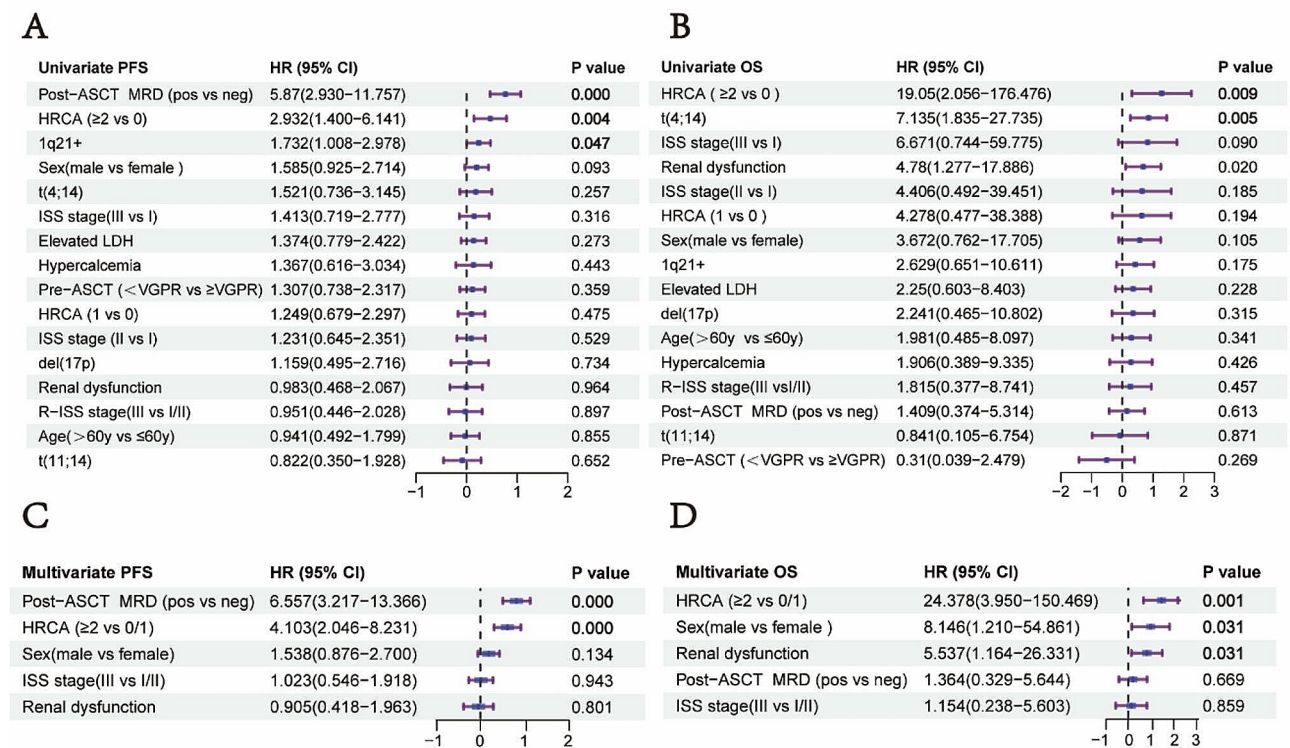 A
Univariate PFS HR (95% CI) P value
Post−ASCT MRD (pos vs neg) 5.87(2.930−11.757) 0.000
HRCA (≥2 vs 0) 2.932(1.400−6.141) 0.004
1q21+ 1.732(1.008−2.978) 0.047
Sex(male vs female ) 1.585(0.925−2.714) 0.093
t(4;14) 1.521(0.736−3.145) 0.257
ISS stage(III vs I) 1.413(0.719−2.777) 0.316
Elevated LDH 1.374(0.779−2.422) 0.273
Hypercalcemia 1.367(0.616−3.034) 0.443
Pre−ASCT (<VGPR vs ≥VGPR) 1.307(0.738−2.317) 0.359
HRCA (1 vs 0) 1.249(0.679−2.297) 0.475
ISS stage (II vs I) 1.231(0.645−2.351) 0.529
del(17p) 1.159(0.495−2.716) 0.734
Renal dysfunction 0.983(0.468−2.067) 0.964
R−ISS stage(III vs I/II) 0.951(0.446−2.028) 0.897
Age(>60y vs ≤60y) 0.941(0.492−1.799) 0.855
t(11;14) 0.822(0.350−1.928) 0.652
−1 0 1 2
B
Univariate OS HR (95% CI) P value
HRCA ( ≥2 vs 0 ) 19.05(2.056−176.476) 0.009
t(4;14) 7.135(1.835−27.735) 0.005
ISS stage(III vs I) 6.671(0.744−59.775) 0.090
Renal dysfunction 4.78(1.277−17.886) 0.020
ISS stage(II vs I) 4.406(0.492−39.451) 0.185
HRCA (1 vs 0 ) 4.278(0.477−38.388) 0.194
Sex(male vs female) 3.672(0.762−17.705) 0.105
1q21+ 2.629(0.651−10.611) 0.175
Elevated LDH 2.25(0.603−8.403) 0.228
del(17p) 2.241(0.465−10.802) 0.315
Age(>60y vs ≤60y) 1.981(0.485−8.097) 0.341
Hypercalcemia 1.906(0.389−9.335) 0.426
R−ISS stage(III vsI/II) 1.815(0.377−8.741) 0.457
Post−ASCT MRD (pos vs neg) 1.409(0.374−5.314) 0.613
t(11;14) 0.841(0.105−6.754) 0.871
Pre−ASCT (<VGPR vs ≥VGPR) 0.31(0.039−2.479) 0.269
−2 −1 0 1 2 3
C
Multivariate PFS HR (95% CI) P value
Post−ASCT MRD (pos vs neg) 6.557(3.217−13.366) 0.000
HRCA (≥2 vs 0/1) 4.103(2.046−8.231) 0.000
Sex(male vs female) 1.538(0.876−2.700) 0.134
ISS stage(III vs I/II) 1.023(0.546−1.918) 0.943
Renal dysfunction 0.905(0.418−1.963) 0.801
−1 0 1 2
D
Multivariate OS HR (95% CI) P value
HRCA (≥2 vs 0/1) 24.378(3.950−150.469) 0.001
Sex(male vs female ) 8.146(1.210−54.861) 0.031
Renal dysfunction 5.537(1.164−26.331) 0.031
Post−ASCT MRD (pos vs neg) 1.364(0.329−5.644) 0.669
ISS stage(III vs I/II) 1.154(0.238−5.603) 0.859
−1 0 1 2 3